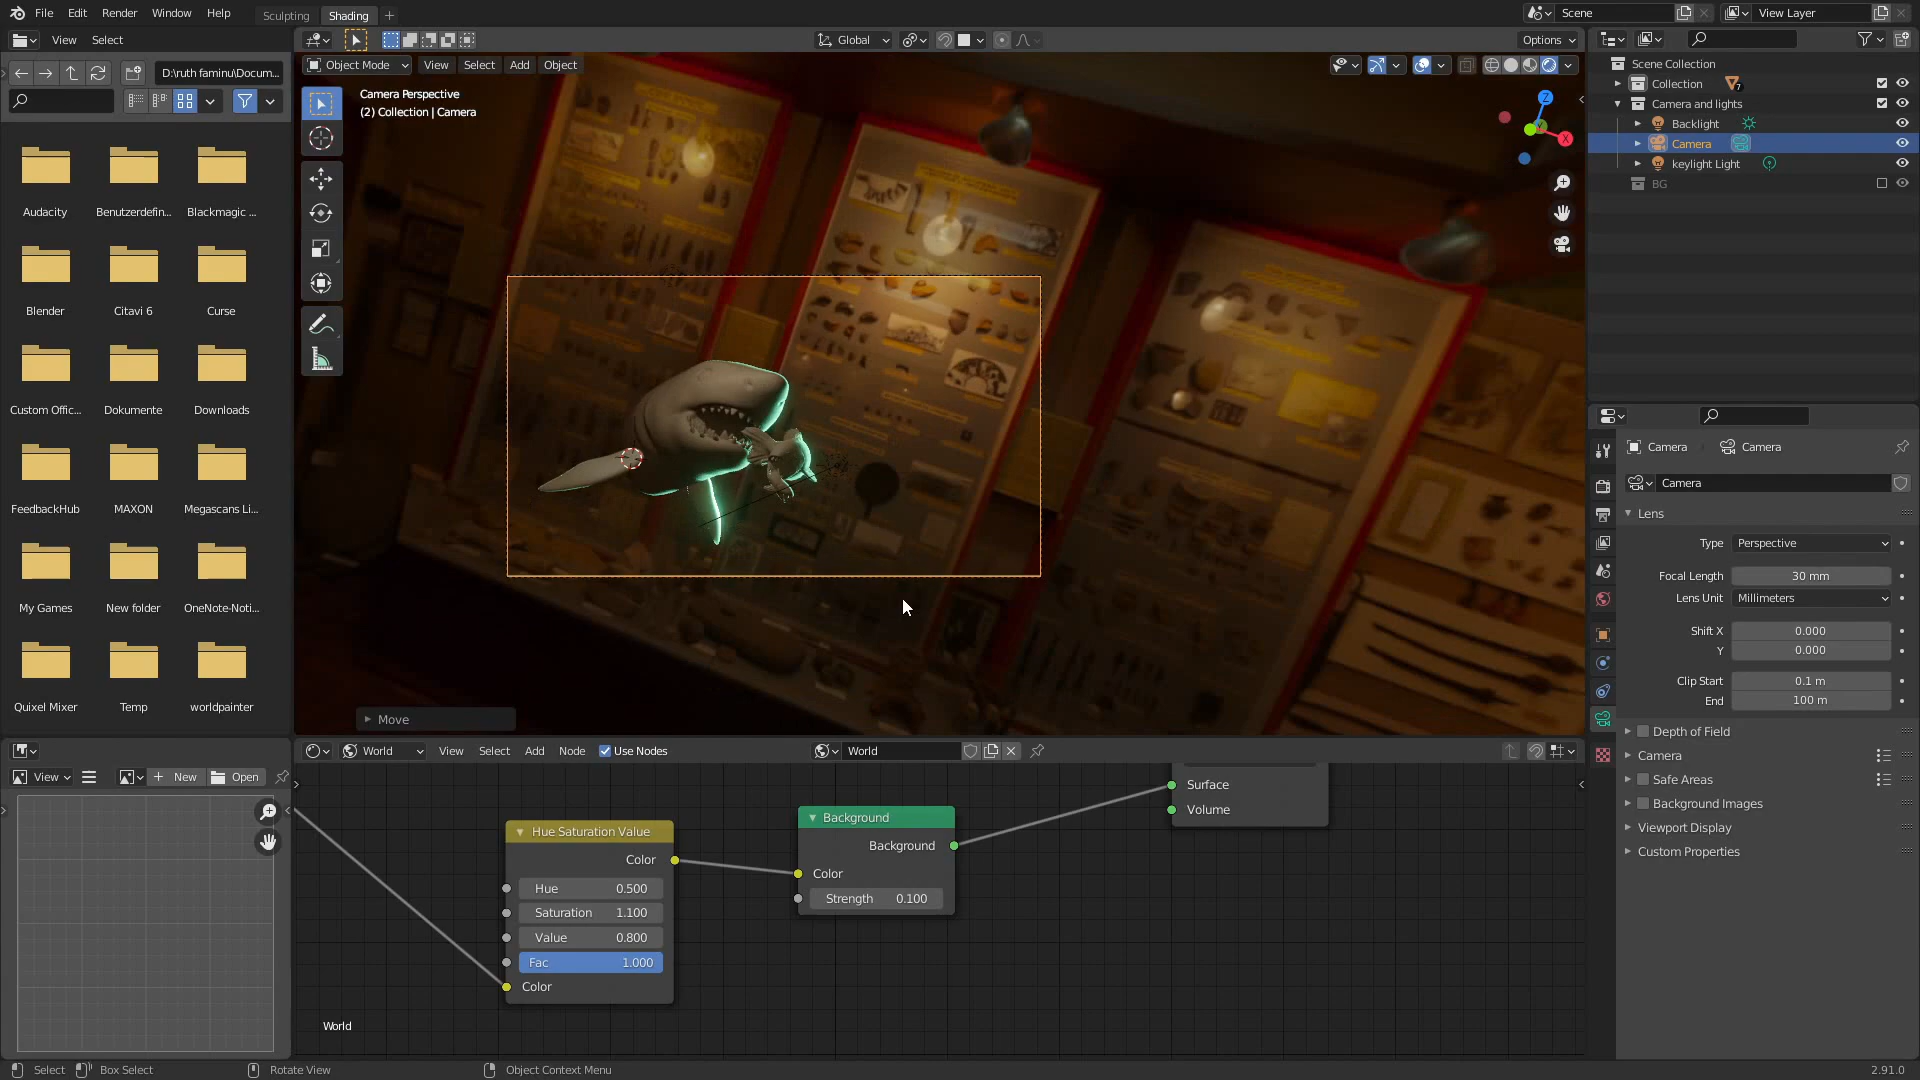 File Edit Render Window Help Sculpting Shading + Scene View Layer
View Select Global Options
D:\ruth faminu\Docum...
Object Mode View Select Add Object
Camera Perspective
(2) Collection | Camera
Z
X
Scene Collection
Collection 7
Camera and lights
Backlight
Camera
keylight Light
BG
Audacity Benutzerdefin... Blackmagic ...
Blender Citavi 6 Curse
Custom Offic... Dokumente Downloads
FeedbackHub MAXON Megascans Li...
My Games New folder OneNote-Noti...
Quixel Mixer Temp worldpainter
Move
Camera Camera
Camera
Lens
Type Perspective
Focal Length 30 mm
Lens Unit Millimeters
Shift X 0.000
Y 0.000
Clip Start 0.1 m
End 100 m
Depth of Field
Camera
Safe Areas
Background Images
Viewport Display
Custom Properties
World View Select Add Node Use Nodes World
View New Open
Surface
Volume
Hue Saturation Value
Color
Hue 0.500
Saturation 1.100
Value 0.800
Fac 1.000
Color
Background
Background
Color
Strength 0.100
World
Select Box Select Rotate View Object Context Menu 2.91.0